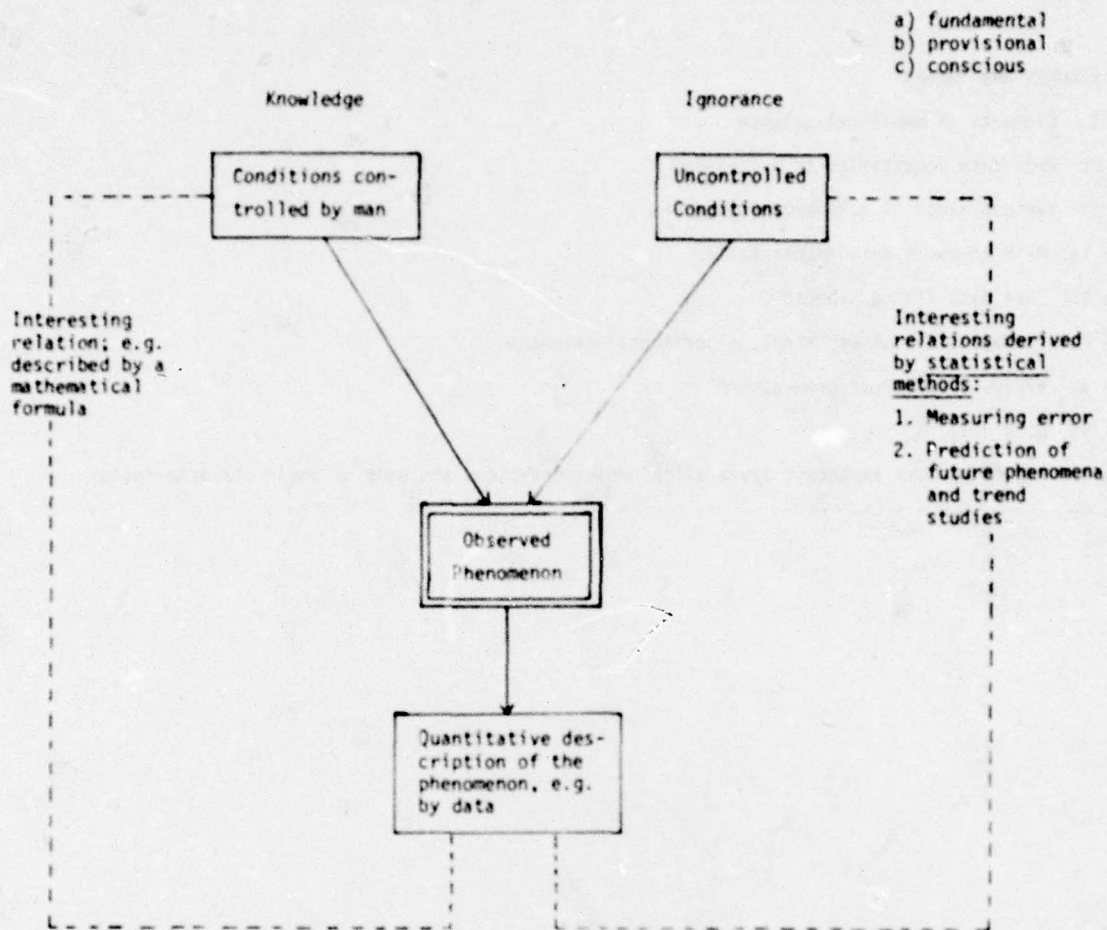 a) fundamental
b) provisional
c) conscious
Knowledge
Ignorance
Conditions con-
trolled by man
Uncontrolled
Conditions
Interesting
relation; e.g.
described by a
mathematical
formula
Interesting
relations derived
by statistical
methods:
1. Measuring error
2. Prediction of
future phenomena
and trend
studies
Observed
Phenomenon
Quantitative des-
cription of the
phenomenon, e.g.
by data